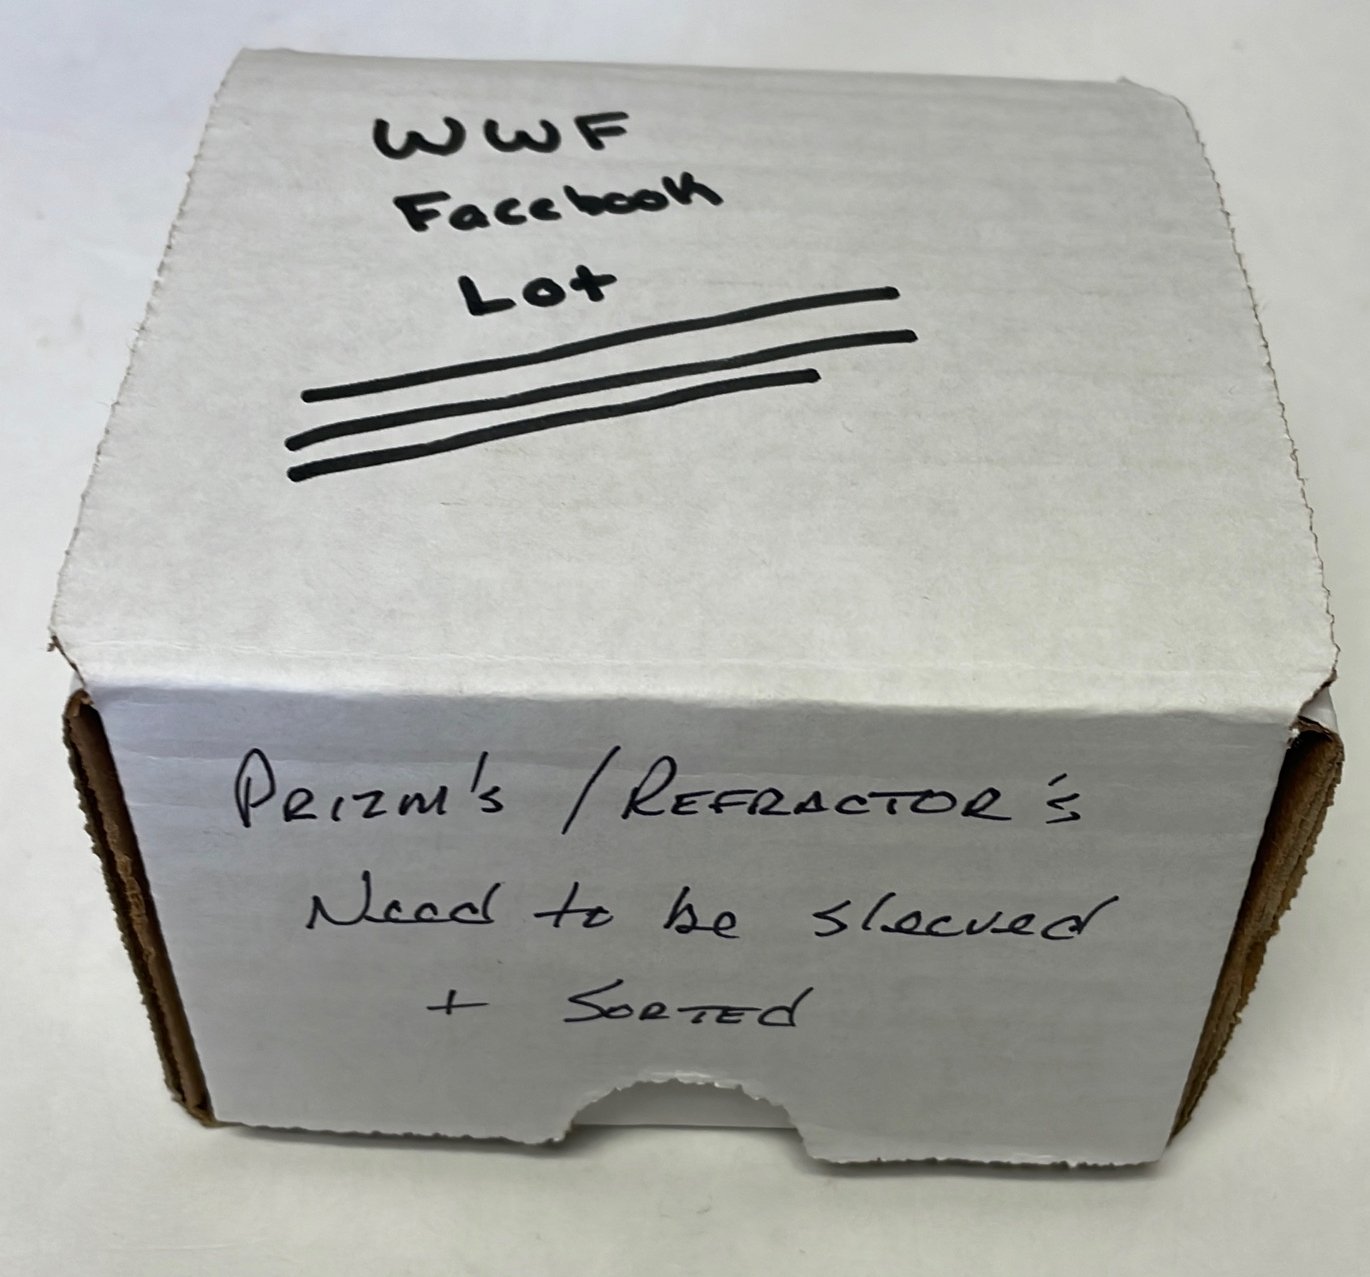 WWF
Facebook
Lot
PRIZM's / REFRACTOR's
Need to be sleeved
+ SORTEd